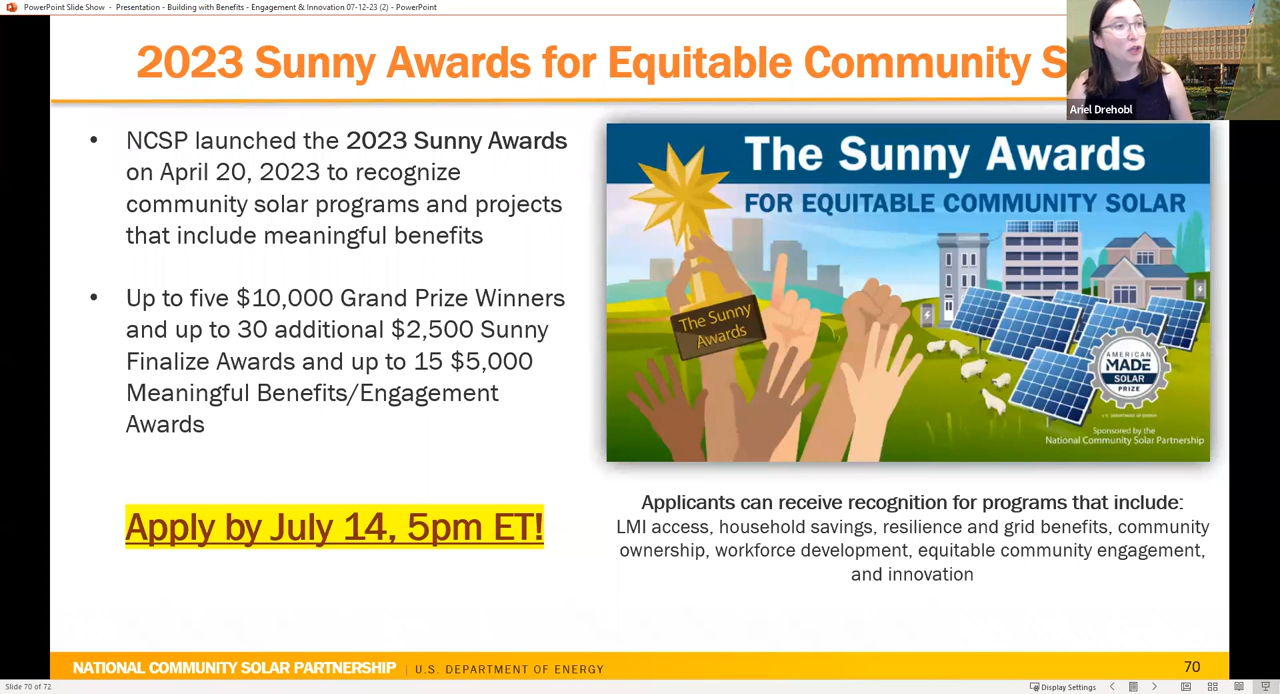 PowerPoint Slide Show - Presentation - Building with Benefits - Engagement & Innovation 07-12-23 (2) - PowerPoint
2023 Sunny Awards for Equitable Community S
Ariel Drehobl
• NCSP launched the 2023 Sunny Awards
on April 20, 2023 to recognize
community solar programs and projects
that include meaningful benefits
• Up to five $10,000 Grand Prize Winners
and up to 30 additional $2,500 Sunny
Finalize Awards and up to 15 $5,000
Meaningful Benefits/Engagement
Awards
Apply by July 14, 5pm ET!
The Sunny Awards
FOR EQUITABLE COMMUNITY SOLAR
The Sunny
Awards
AMERICAN
MADE
SOLAR
PRIZE
U.S. DEPARTMENT OF ENERGY
Sponsored by the
National Community Solar Partnership
Applicants can receive recognition for programs that include:
LMI access, household savings, resilience and grid benefits, community
ownership, workforce development, equitable community engagement,
and innovation
NATIONAL COMMUNITY SOLAR PARTNERSHIP | U.S. DEPARTMENT OF ENERGY
70
Slide 70 of 72
Display Settings